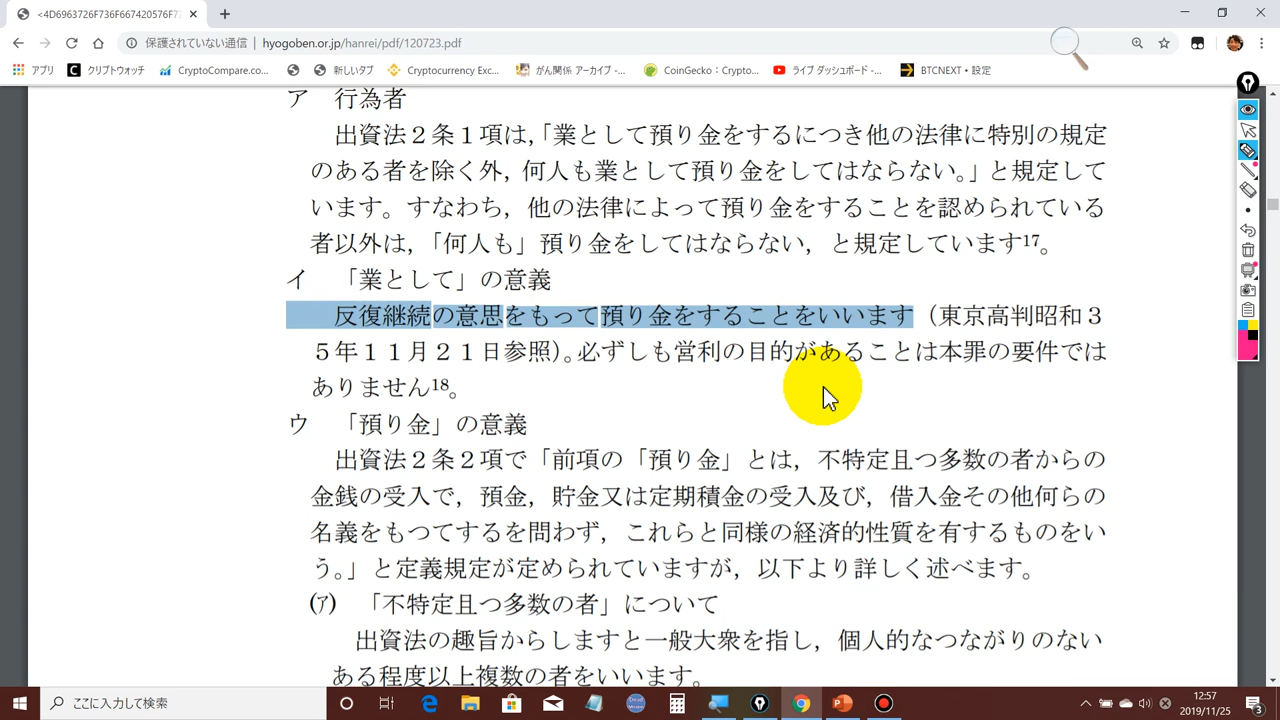 <4D6963726F736F667420576F72
保護されていない通信 | hyogoben.or.jp/hanrei/pdf/120723.pdf
アプリ クリプトウォッチ CryptoCompare.co... 新しいタブ Cryptocurrency Exc... がん関係 アーカイブ -... CoinGecko：Crypto... ライブ ダッシュボード -... BTCNEXT・設定
ア 行為者
出資法２条１項は，「業として預り金をするにつき他の法律に特別の規定
のある者を除く外，何人も業として預り金をしてはならない。」と規定して
います。すなわち，他の法律によって預り金をすることを認められている
者以外は，「何人も」預り金をしてはならない，と規定しています17。
イ 「業として」の意義
反復継続の意思をもって預り金をすることをいいます（東京高判昭和３
５年１１月２１日参照）。必ずしも営利の目的があることは本罪の要件では
ありません18。
ウ 「預り金」の意義
出資法２条２項で「前項の「預り金」とは，不特定且つ多数の者からの
金銭の受入で，預金，貯金又は定期積金の受入及び，借入金その他何らの
名義をもつてするを問わず，これらと同様の経済的性質を有するものをい
う。」と定義規定が定められていますが，以下より詳しく述べます。
(ｱ) 「不特定且つ多数の者」について
出資法の趣旨からしますと一般大衆を指し，個人的なつながりのない
ある程度以上複数の者をいいます。
ここに入力して検索
12:57
2019/11/25
3